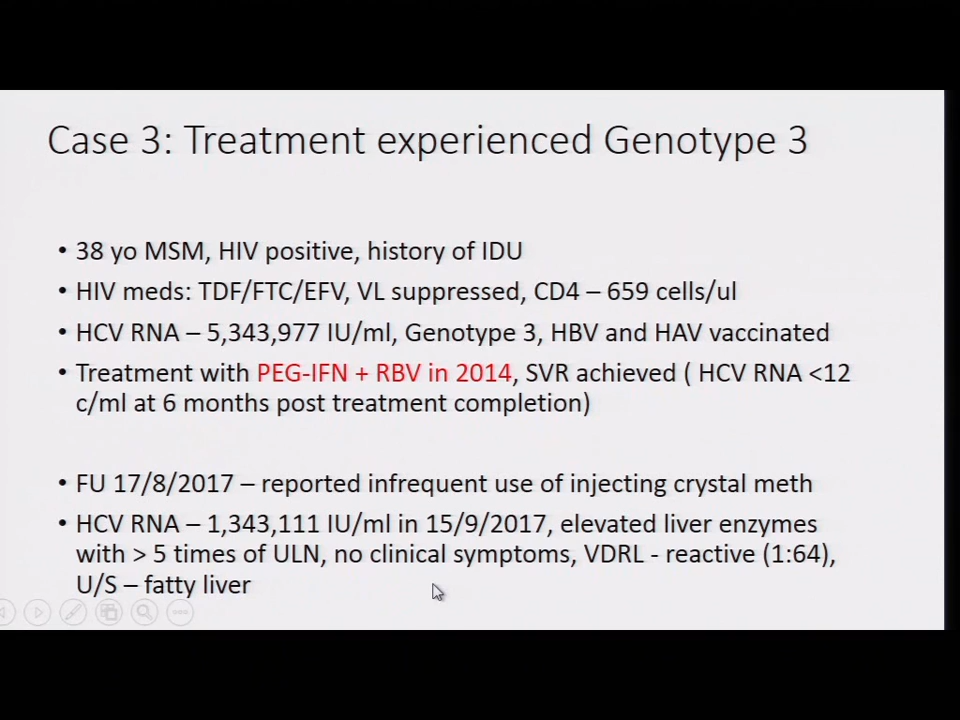 Case 3: Treatment experienced Genotype 3
• 38 yo MSM, HIV positive, history of IDU
• HIV meds: TDF/FTC/EFV, VL suppressed, CD4 – 659 cells/ul
• HCV RNA – 5,343,977 IU/ml, Genotype 3, HBV and HAV vaccinated
• Treatment with PEG-IFN + RBV in 2014, SVR achieved ( HCV RNA <12
c/ml at 6 months post treatment completion)
• FU 17/8/2017 – reported infrequent use of injecting crystal meth
• HCV RNA – 1,343,111 IU/ml in 15/9/2017, elevated liver enzymes
with > 5 times of ULN, no clinical symptoms, VDRL - reactive (1:64),
U/S – fatty liver